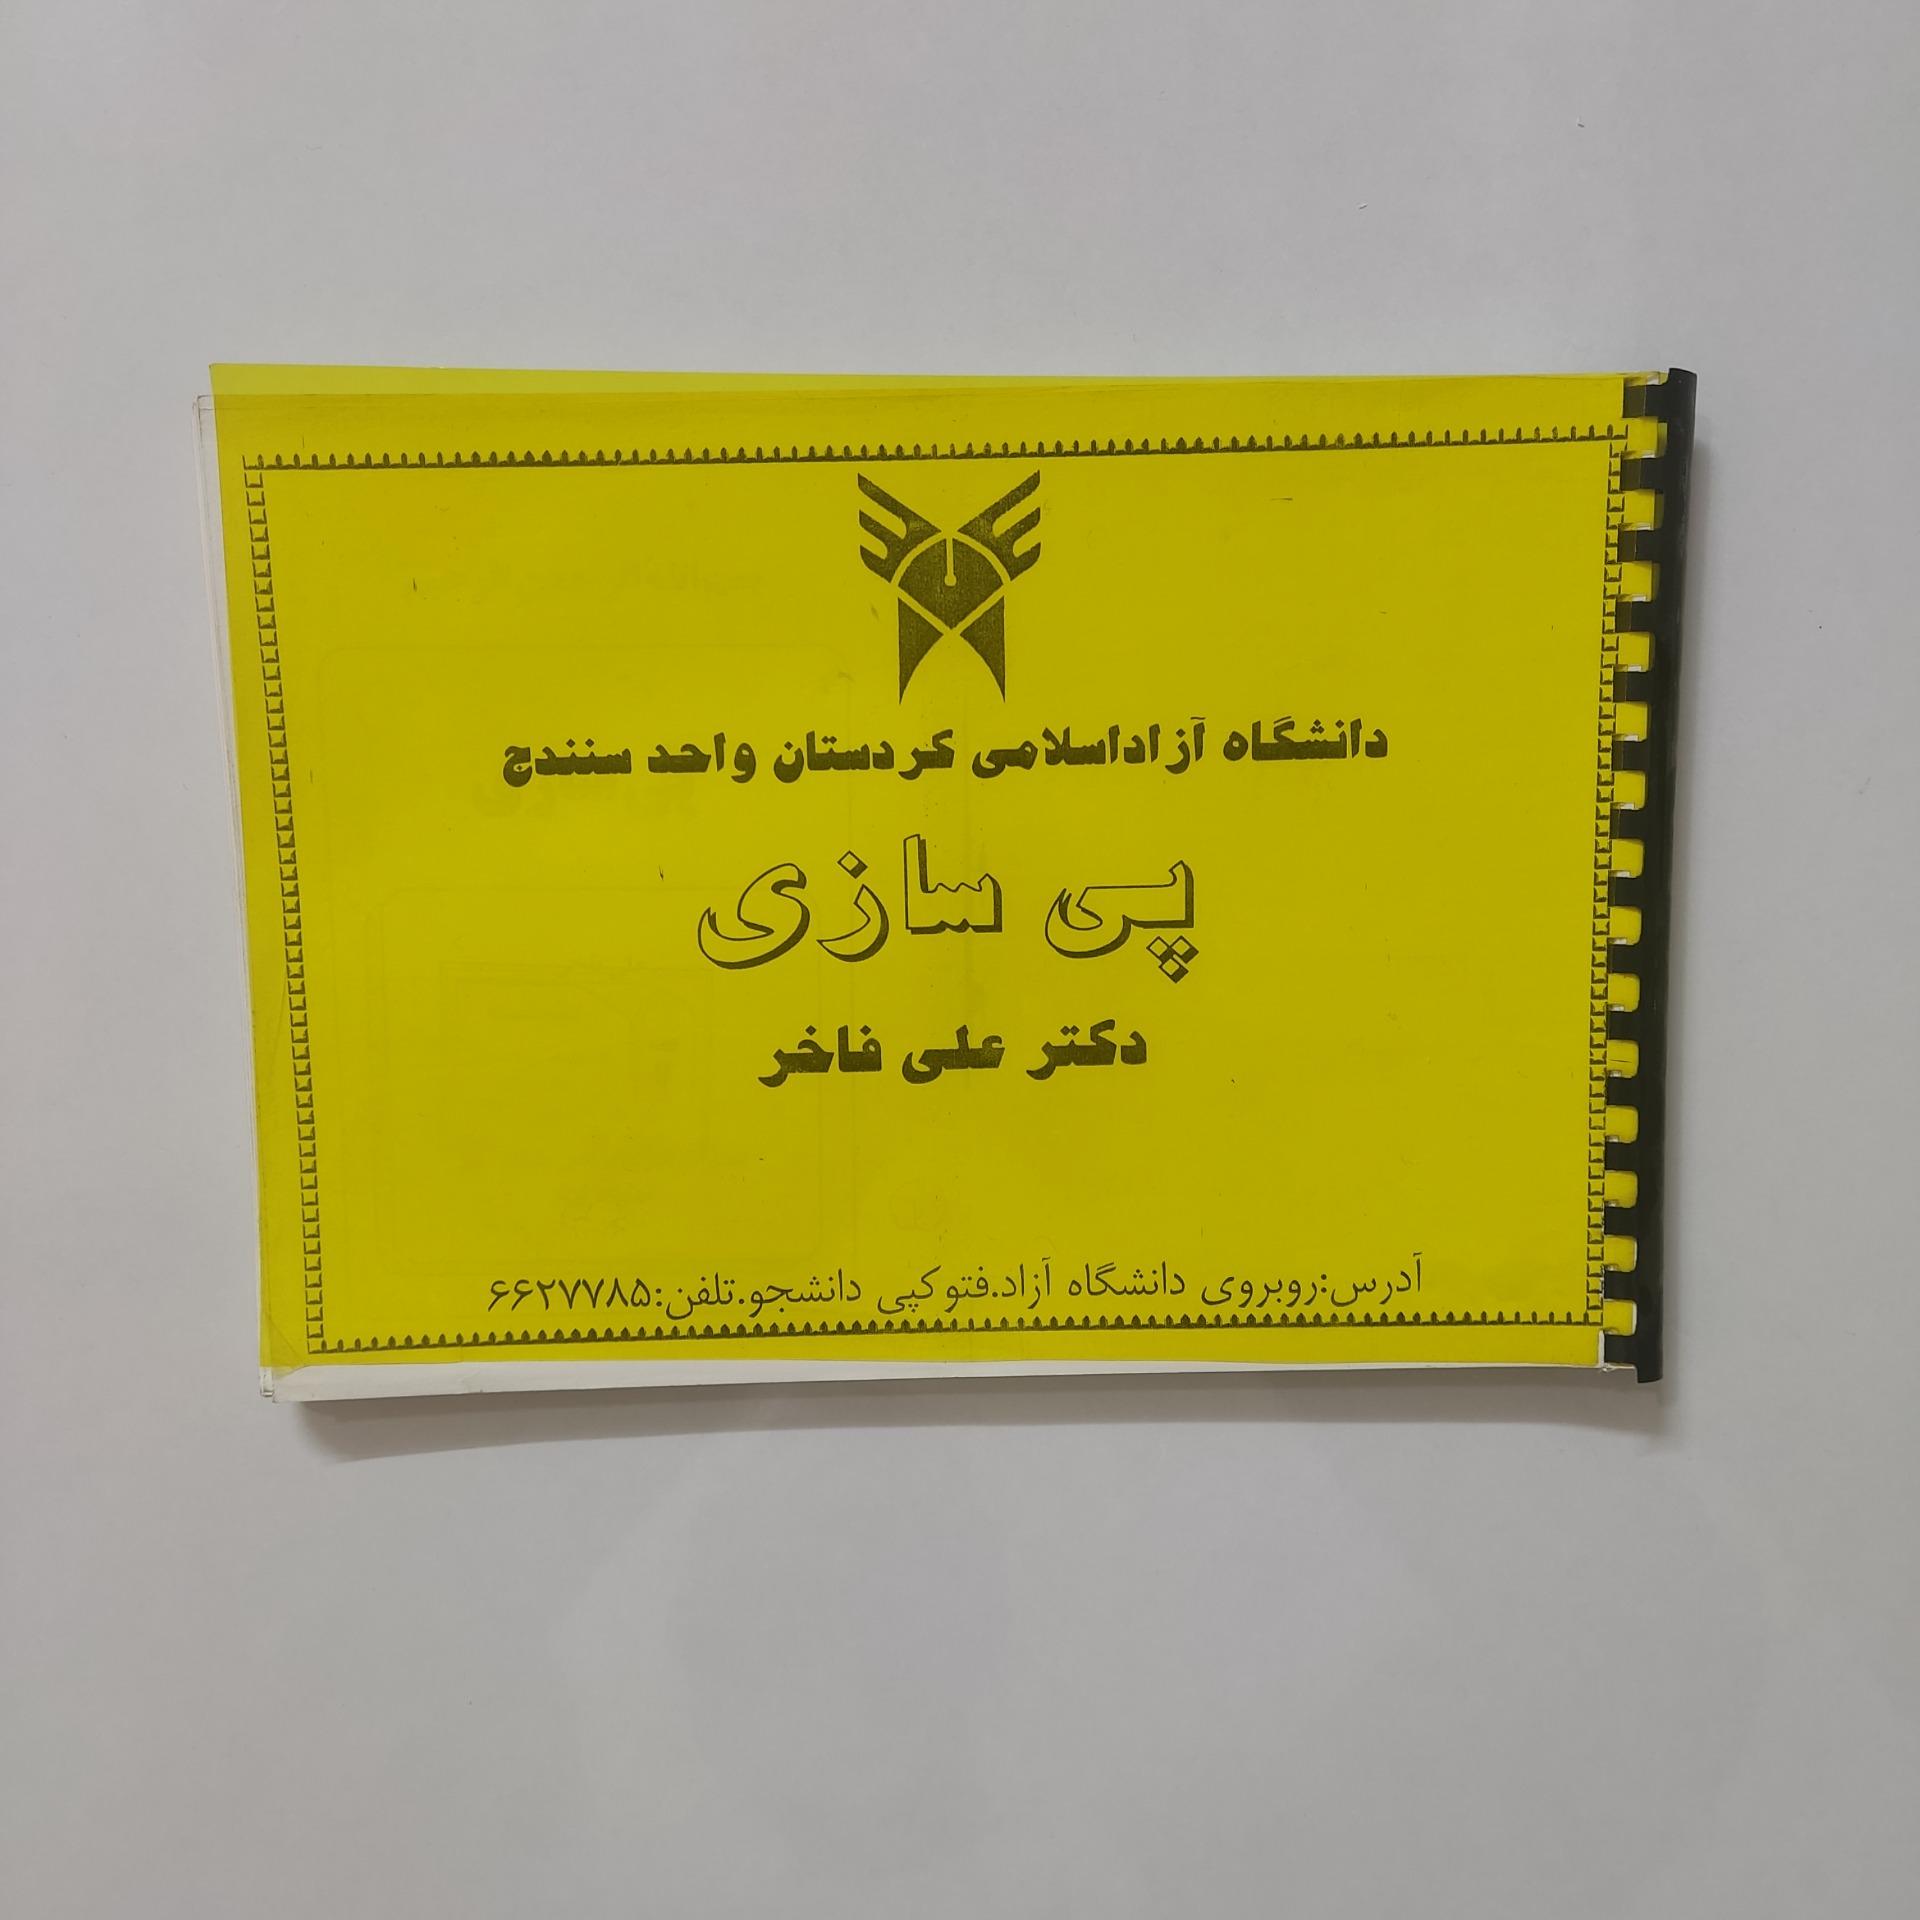 دانشگاه آزاداسلامی کردستان واحد سنندج
پی سازی
دکتر علی فاخر
آدرس:روبروی دانشگاه آزاد.فتوکپی دانشجو.تلفن:۶۶۲۷۷۸۵